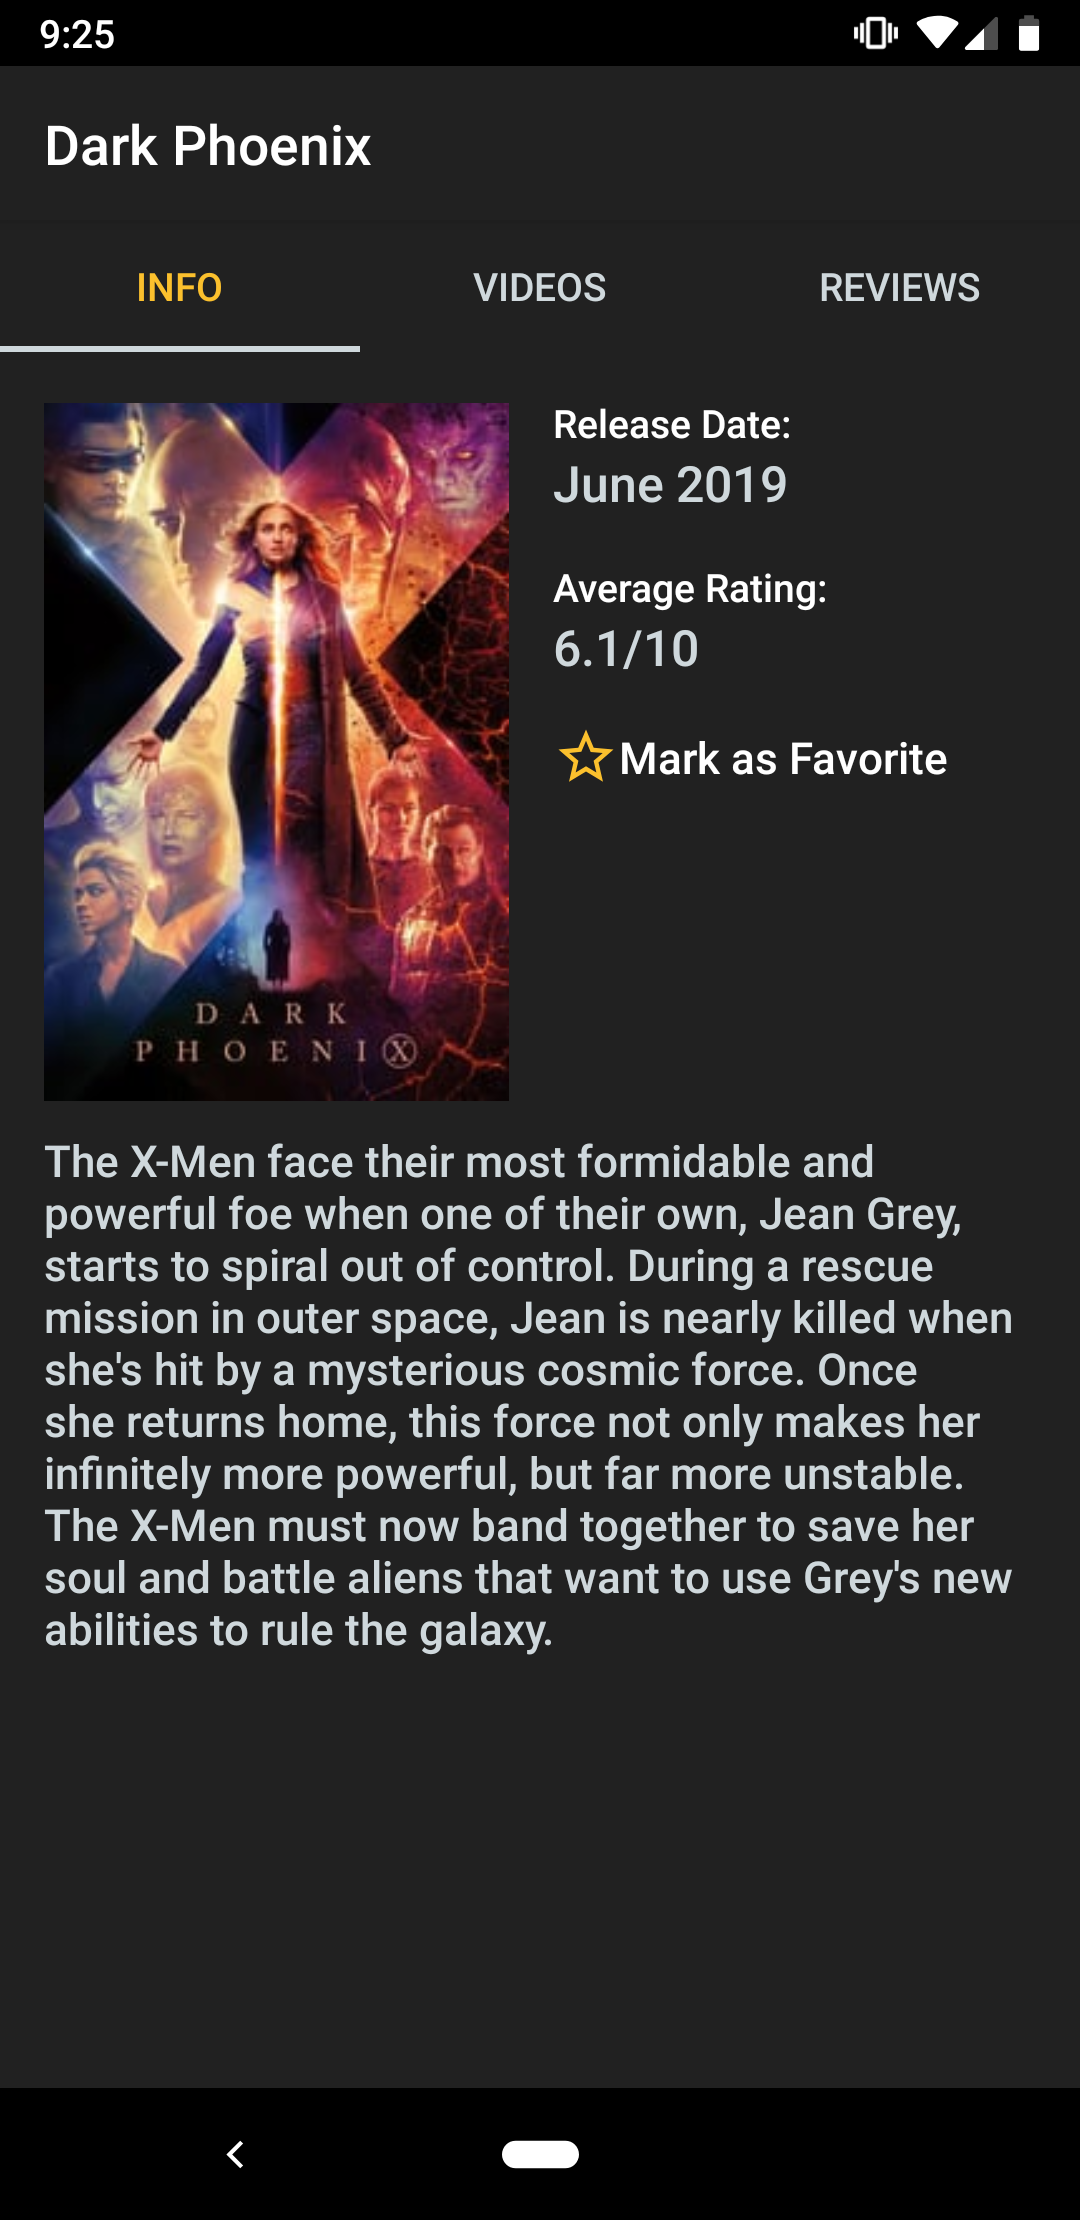 9:25
Dark Phoenix
INFO
VIDEOS
REVIEWS
Release Date:
June 2019
Average Rating:
6.1/10
Mark as Favorite
DARK
PHOENIX
The X-Men face their most formidable and
powerful foe when one of their own, Jean Grey,
starts to spiral out of control. During a rescue
mission in outer space, Jean is nearly killed when
she's hit by a mysterious cosmic force. Once
she returns home, this force not only makes her
infinitely more powerful, but far more unstable.
The X-Men must now band together to save her
soul and battle aliens that want to use Grey's new
abilities to rule the galaxy.